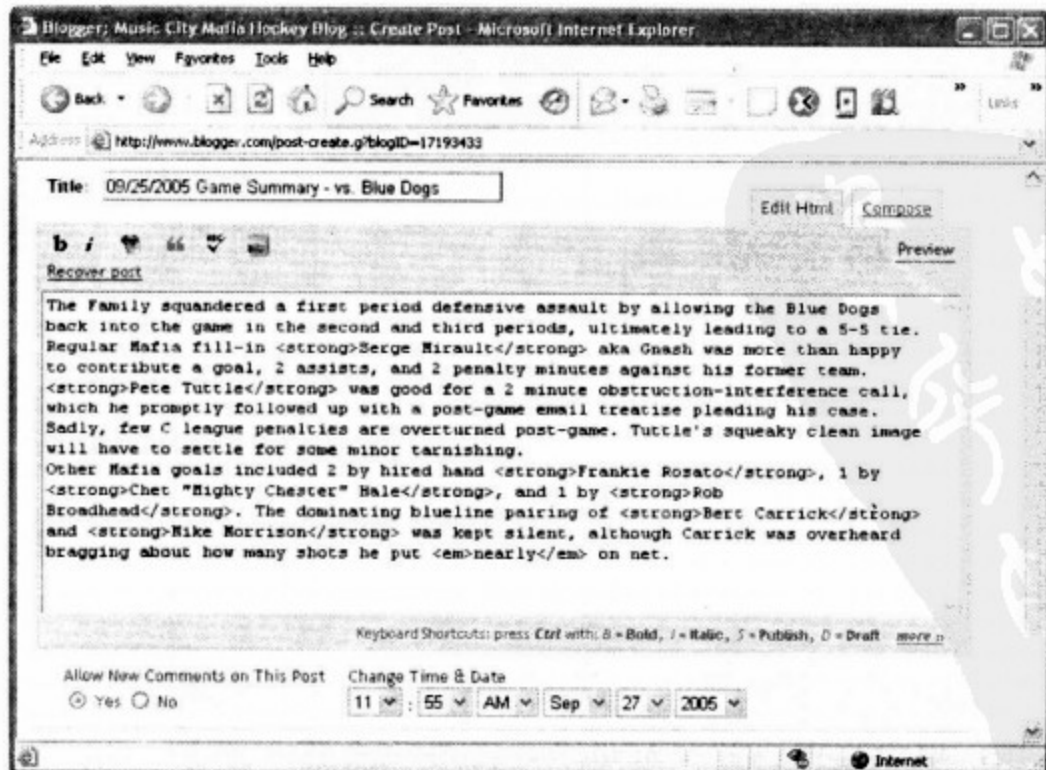 Blogger: Music City Mafia Hockey Blog :: Create Post - Microsoft Internet Explorer
File Edit View Favorites Tools Help
Back Search Favorites Links
Address http://www.blogger.com/post-create.g?blogID=17193433
Title: 09/25/2005 Game Summary - vs. Blue Dogs
Edit Html Compose
b i ABC Preview
Recover post
The Family squandered a first period defensive assault by allowing the Blue Dogs
back into the game in the second and third periods, ultimately leading to a 5-5 tie.
Regular Mafia fill-in <strong>Serge Mirault</strong> aka Gnash was more than happy
to contribute a goal, 2 assists, and 2 penalty minutes against his former team.
<strong>Pete Tuttle</strong> was good for a 2 minute obstruction-interference call,
which he promptly followed up with a post-game email treatise pleading his case.
Sadly, few C league penalties are overturned post-game. Tuttle's squeaky clean image
will have to settle for some minor tarnishing.
Other Mafia goals included 2 by hired hand <strong>Frankie Rosato</strong>, 1 by
<strong>Chet "Mighty Chester" Hale</strong>, and 1 by <strong>Rob
Broadhead</strong>. The dominating blueline pairing of <strong>Bert Carrick</strong>
and <strong>Mike Morrison</strong> was kept silent, although Carrick was overheard
bragging about how many shots he put <em>nearly</em> on net.
Keyboard Shortcuts: press Ctrl with: B = Bold, I = Italic, S = Publish, D = Draft more »
Allow New Comments on This Post Change Time & Date
Yes No 11 : 55 AM Sep 27 2005
Internet